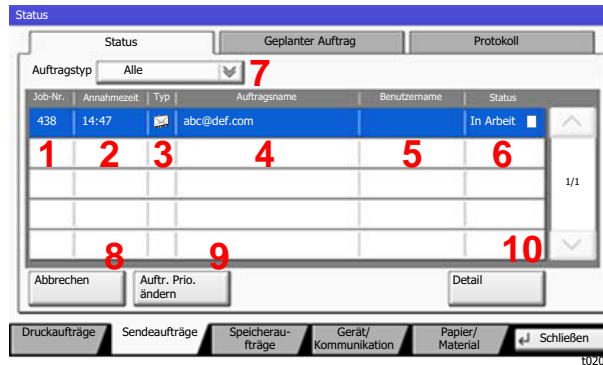 Status
Status Geplanter Auftrag Protokoll
Auftragstyp Alle 7
Job-Nr. Annahmezeit Typ Auftragsname Benutzername Status
438 14:47 abc@def.com In Arbeit
1 2 3 4 5 6
1/1
8 9 10
Abbrechen Auftr. Prio. Detail
ändern
Druckaufträge Sendeaufträge Speicherau- Gerät/ Papier/ Schließen
fträge Kommunikation Material
t020